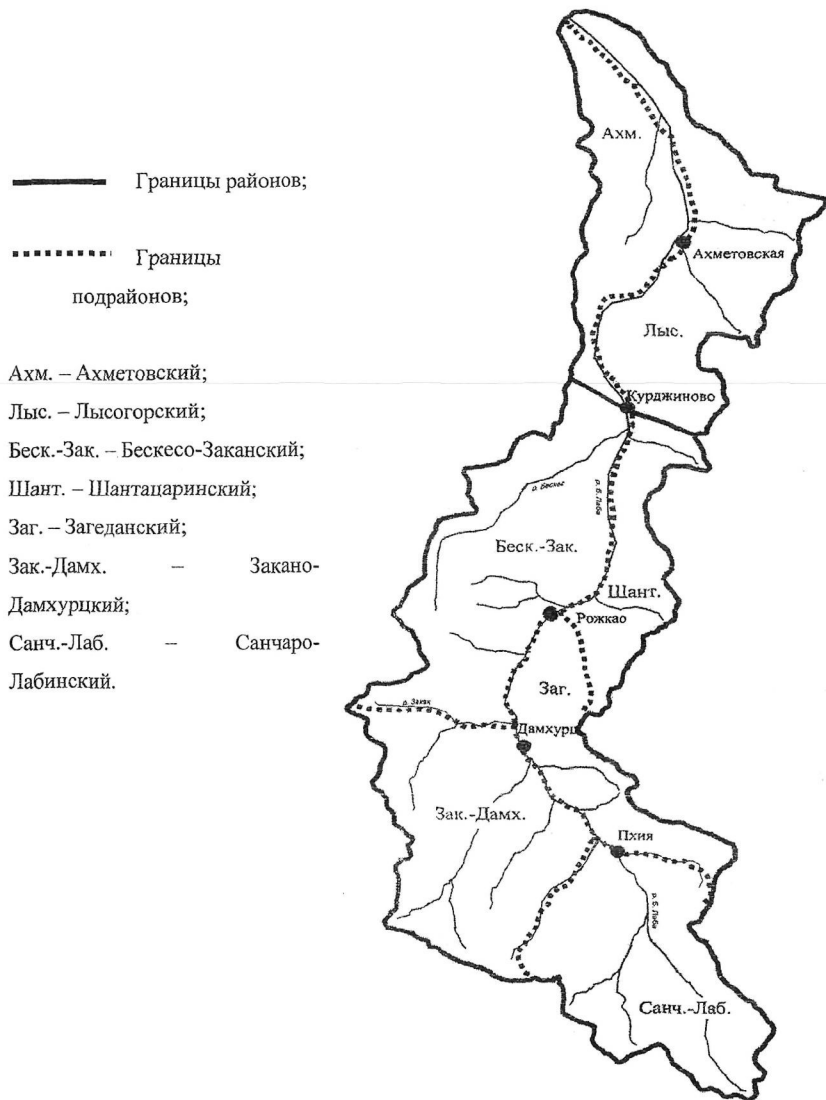 Границы районов;
Границы
подрайонов;
Ахм. – Ахметовский;
Лыс. – Лысогорский;
Беск.-Зак. – Бескесо-Заканский;
Шант. – Шантацаринский;
Заг. – Загеданский;
Зак.-Дамх. – Закано-
Дамхурцкий;
Санч.-Лаб. – Санчаро-
Лабинский.
Ахм.
Ахметовская
Лыс.
Курджиново
р. Бескес
р. Б. Лаба
Беск.-Зак.
Шант.
Рожкао
Заг.
р. Закан
Дамхурц
Зак.-Дамх.
Пхия
р. Б. Лаба
Санч.-Лаб.